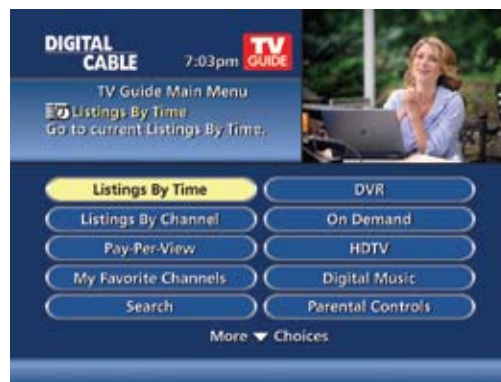 DIGITAL
CABLE
7:03pm
TV
GUIDE
TV Guide Main Menu
Listings By Time
Go to current Listings By Time.
Listings By Time
DVR
Listings By Channel
On Demand
Pay-Per-View
HDTV
My Favorite Channels
Digital Music
Search
Parental Controls
More Choices